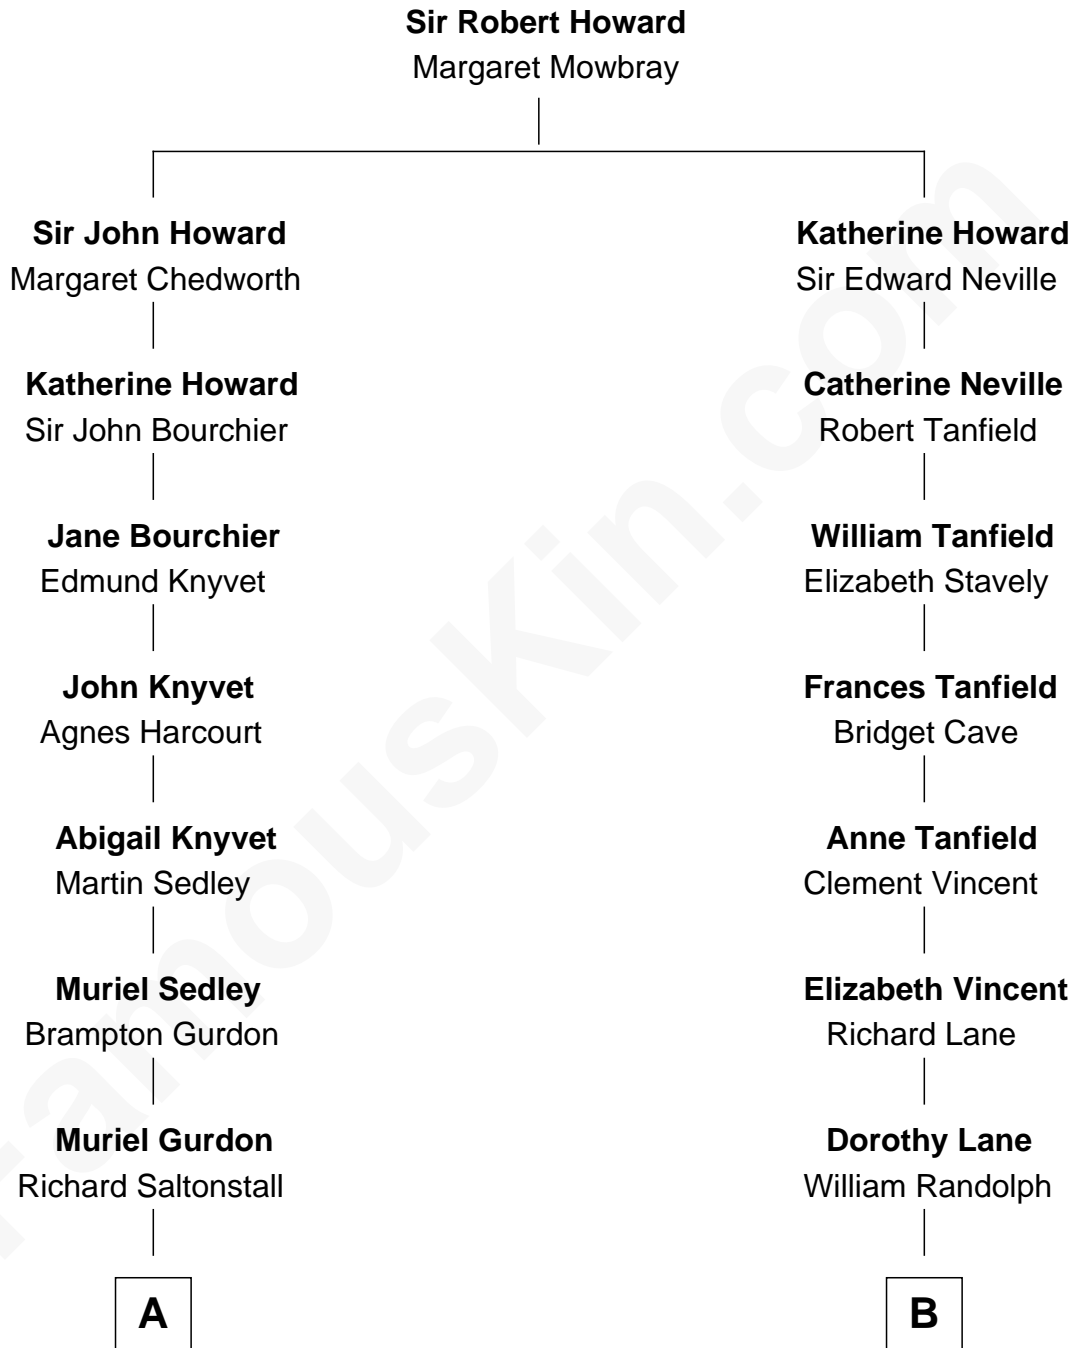 Sir Robert Howard
Margaret Mowbray
Sir John Howard
Margaret Chedworth
Katherine Howard
Sir Edward Neville
Katherine Howard
Sir John Bourchier
Catherine Neville
Robert Tanfield
Jane Bourchier
Edmund Knyvet
William Tanfield
Elizabeth Stavely
John Knyvet
Agnes Harcourt
Frances Tanfield
Bridget Cave
Abigail Knyvet
Martin Sedley
Anne Tanfield
Clement Vincent
Muriel Sedley
Brampton Gurdon
Elizabeth Vincent
Richard Lane
Muriel Gurdon
Richard Saltonstall
Dorothy Lane
William Randolph
A
B
FamousKin.com